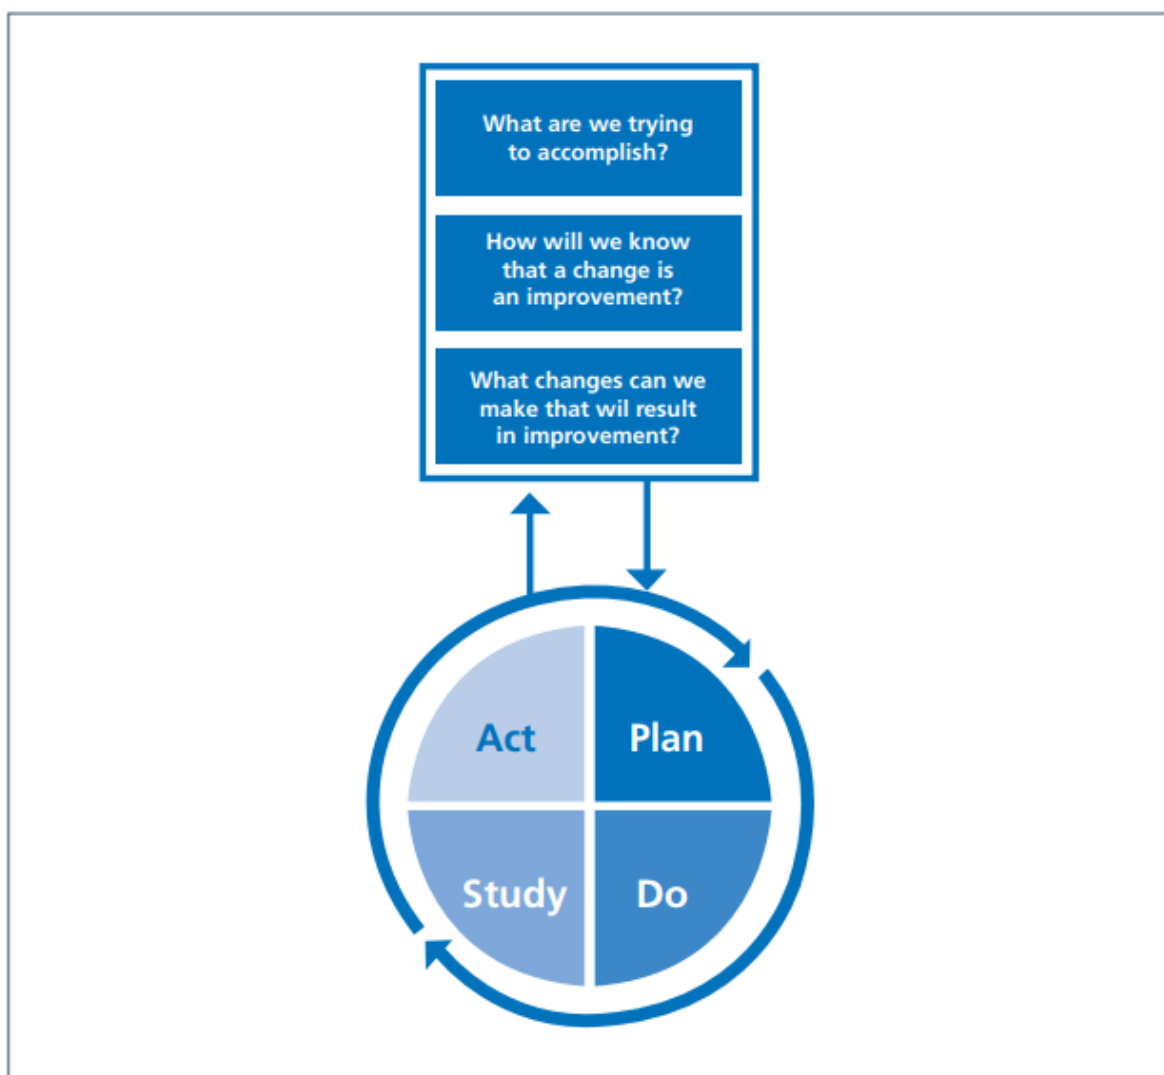 What are we trying
to accomplish?
How will we know
that a change is
an improvement?
What changes can we
make that wil result
in improvement?
Act
Plan
Study
Do